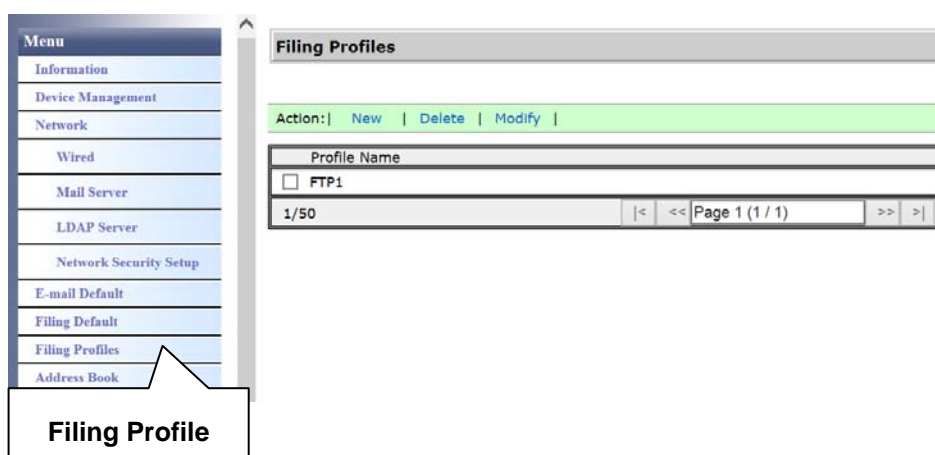 Menu
Information
Device Management
Network
Wired
Mail Server
LDAP Server
Network Security Setup
E-mail Default
Filing Default
Filing Profiles
Address Book
Filing Profile
Filing Profiles
Action:| New | Delete | Modify |
Profile Name
FTP1
1/50 |< << Page 1 (1 / 1) >> >|